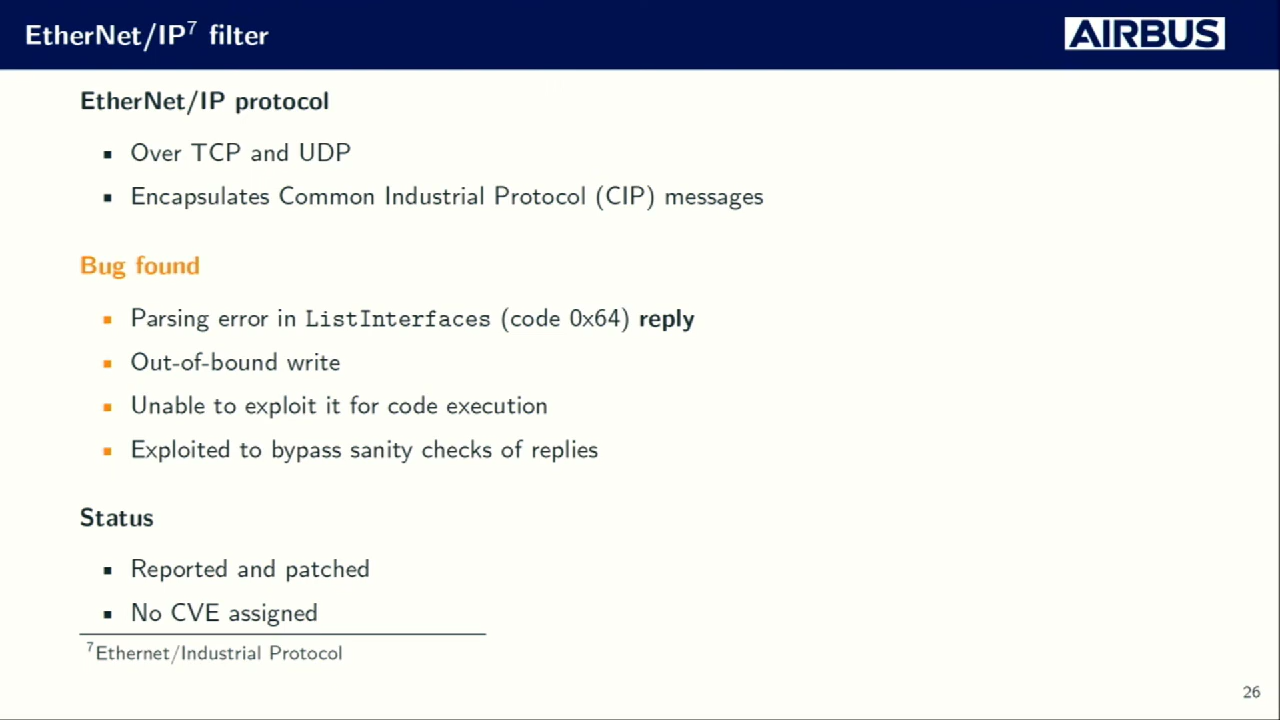 EtherNet/IP⁷ filter
AIRBUS
EtherNet/IP protocol
▪ Over TCP and UDP
▪ Encapsulates Common Industrial Protocol (CIP) messages
Bug found
▪ Parsing error in ListInterfaces (code 0x64) reply
▪ Out-of-bound write
▪ Unable to exploit it for code execution
▪ Exploited to bypass sanity checks of replies
Status
▪ Reported and patched
▪ No CVE assigned
⁷Ethernet/Industrial Protocol
26